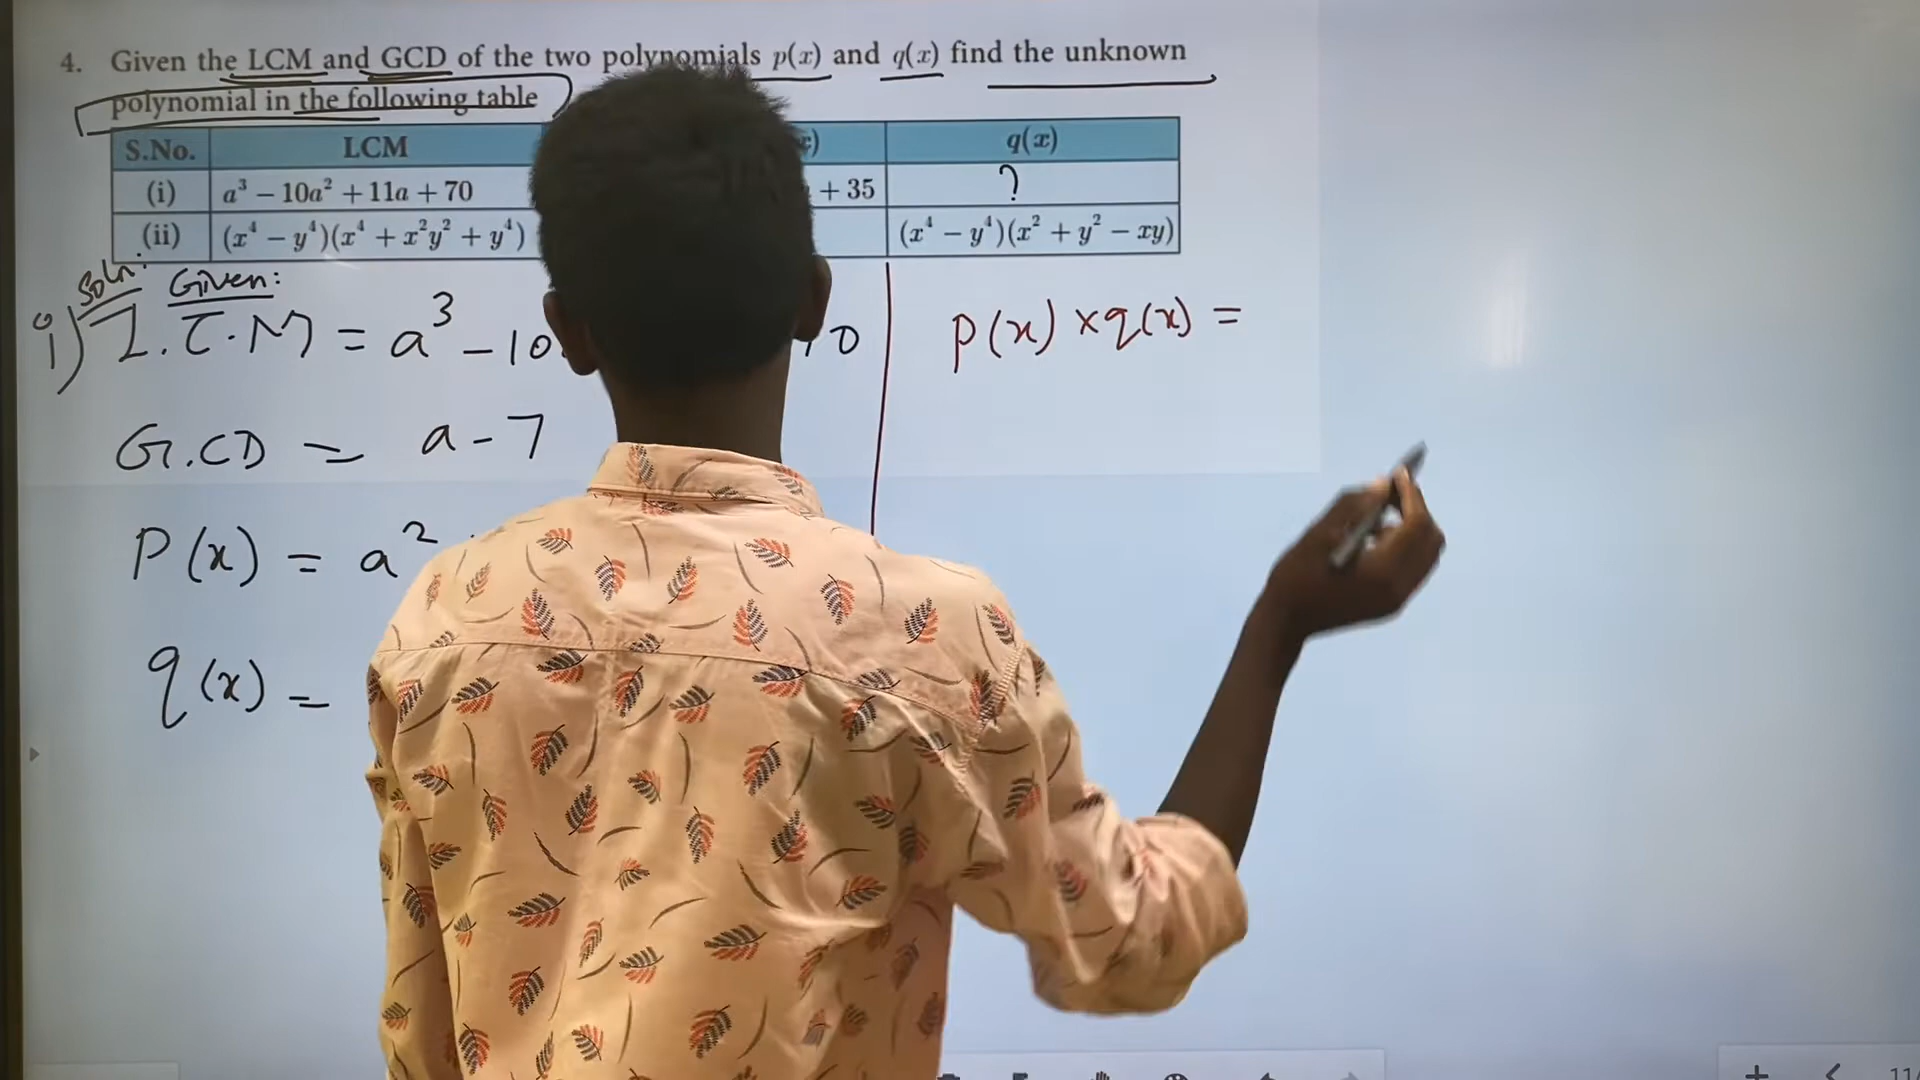 4. Given the LCM and GCD of the two polynomials p(x) and q(x) find the unknown
polynomial in the following table
S.No. LCM q(x)
(i) a³ – 10a² + 11a + 70 + 35 ?
(ii) (x⁴ – y⁴)(x⁴ + x²y² + y⁴) (x⁴ – y⁴)(x² + y² – xy)
Soln:
Given:
i) L.C.M = a³ – 10 0
G.CD = a - 7
P(x) = a²
q(x) =
P(x) × q(x) =